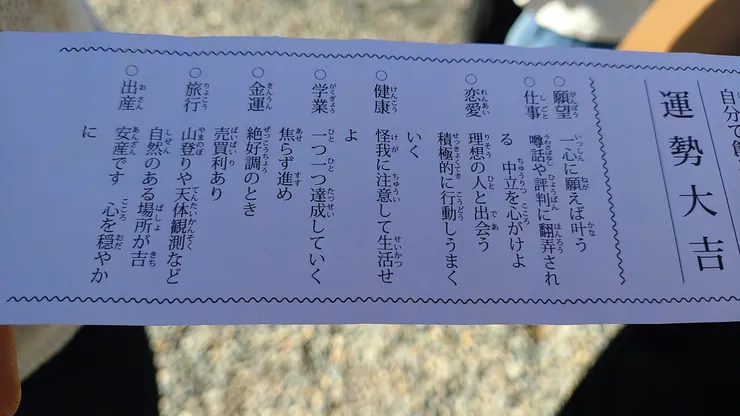 自分で
運勢大吉
○願望 一心に願えば叶う
○仕事 噂話や評判に翻弄され
る 中立を心がけよ
○恋愛 理想の人と出会う
積極的に行動しうまく
いく
○健康 怪我に注意して生活せ
よ
○学業 一つ一つ達成していく
焦らず進め
○金運 絶好調のとき
売買利あり
○旅行 山登りや天体観測など
自然のある場所が吉
○出産 安産です 心を穏やか
に